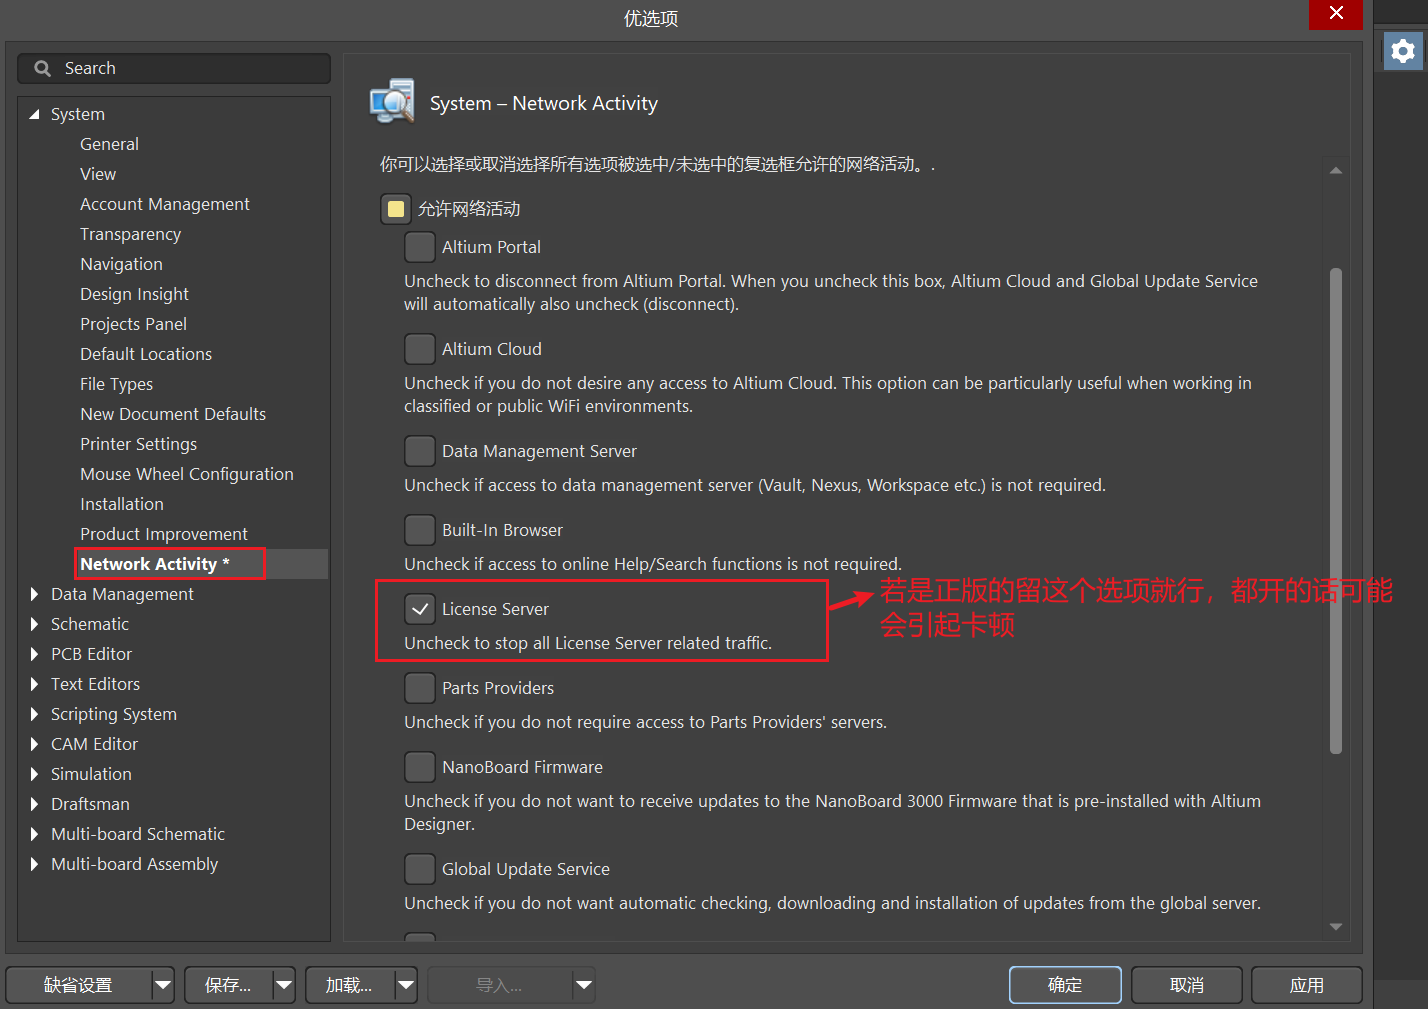 优选项
Search
System
General
View
Account Management
Transparency
Navigation
Design Insight
Projects Panel
Default Locations
File Types
New Document Defaults
Printer Settings
Mouse Wheel Configuration
Installation
Product Improvement
Network Activity *
Data Management
Schematic
PCB Editor
Text Editors
Scripting System
CAM Editor
Simulation
Draftsman
Multi-board Schematic
Multi-board Assembly
System – Network Activity
你可以选择或取消选择所有选项被选中/未选中的复选框允许的网络活动。.
允许网络活动
Altium Portal
Uncheck to disconnect from Altium Portal. When you uncheck this box, Altium Cloud and Global Update Service
will automatically also uncheck (disconnect).
Altium Cloud
Uncheck if you do not desire any access to Altium Cloud. This option can be particularly useful when working in
classified or public WiFi environments.
Data Management Server
Uncheck if access to data management server (Vault, Nexus, Workspace etc.) is not required.
Built-In Browser
Uncheck if access to online Help/Search functions is not required.
License Server
Uncheck to stop all License Server related traffic.
若是正版的留这个选项就行，都开的话可能
会引起卡顿
Parts Providers
Uncheck if you do not require access to Parts Providers' servers.
NanoBoard Firmware
Uncheck if you do not want to receive updates to the NanoBoard 3000 Firmware that is pre-installed with Altium
Designer.
Global Update Service
Uncheck if you do not want automatic checking, downloading and installation of updates from the global server.
缺省设置
保存...
加载...
导入...
确定
取消
应用